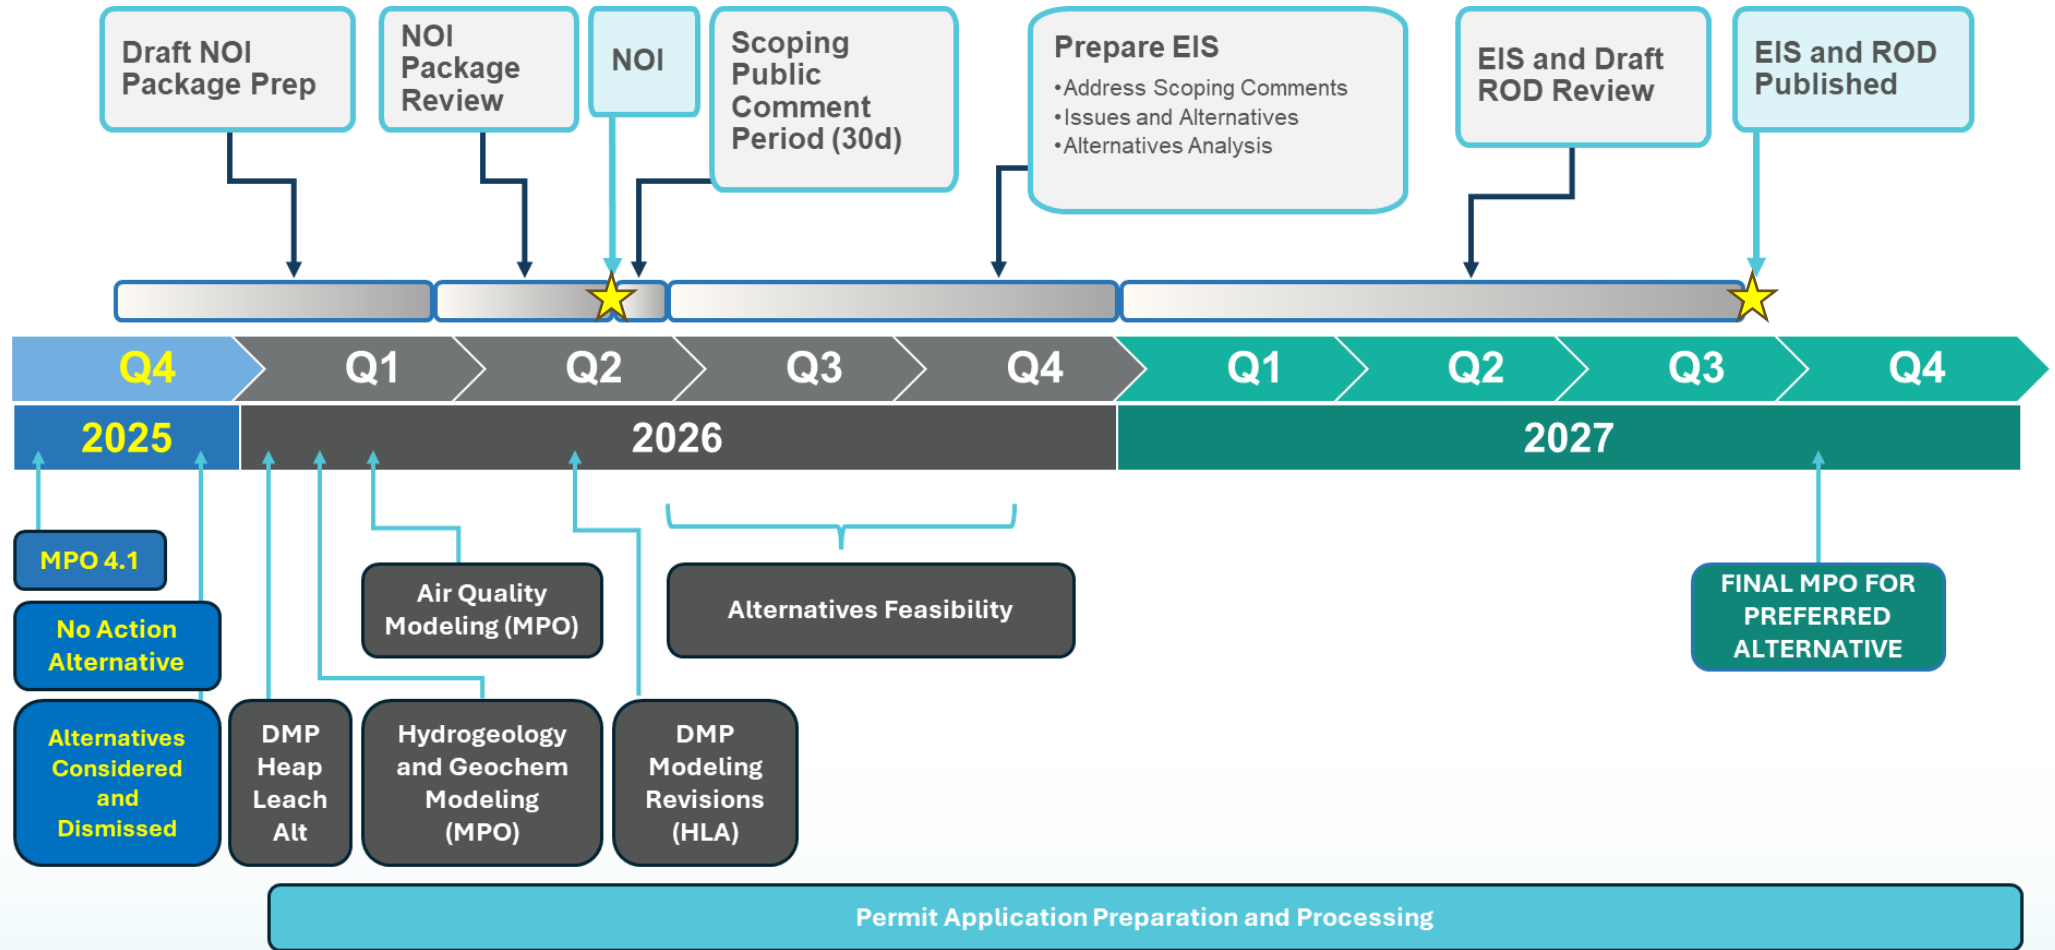 Draft NOI
Package Prep
NOI
Package
Review
NOI
Scoping
Public
Comment
Period (30d)
Prepare EIS
•Address Scoping Comments
•Issues and Alternatives
•Alternatives Analysis
EIS and Draft
ROD Review
EIS and ROD
Published
Q4
Q1
Q2
Q3
Q4
Q1
Q2
Q3
Q4
2025
2026
2027
MPO 4.1
No Action
Alternative
Alternatives
Considered
and
Dismissed
DMP
Heap
Leach
Alt
Air Quality
Modeling (MPO)
Hydrogeology
and Geochem
Modeling
(MPO)
DMP
Modeling
Revisions
(HLA)
Alternatives Feasibility
FINAL MPO FOR
PREFERRED
ALTERNATIVE
Permit Application Preparation and Processing